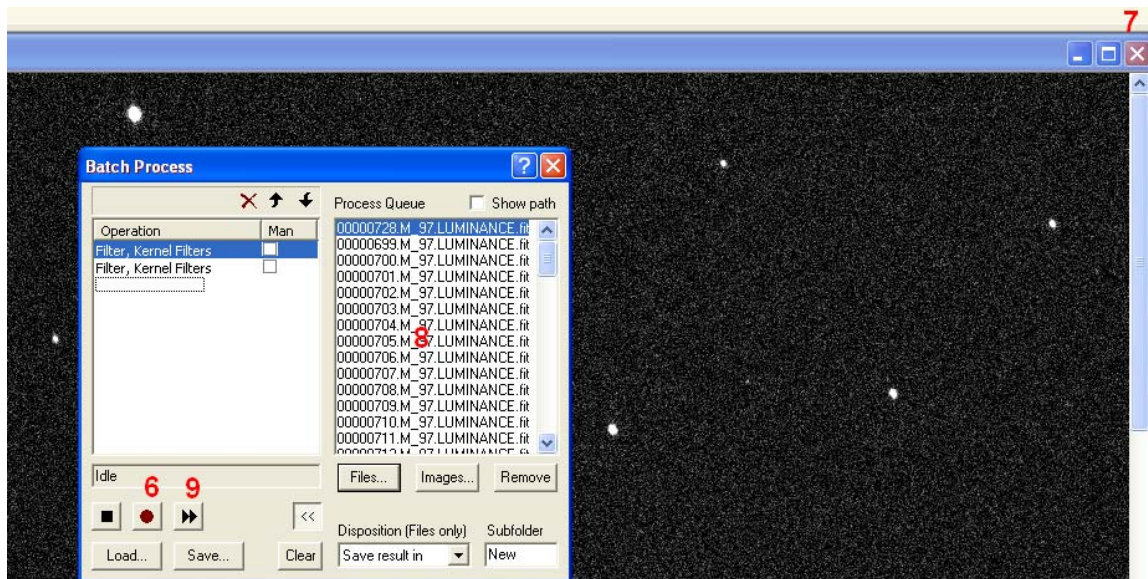 7
Batch Process
Process Queue Show path
Operation Man
Filter, Kernel Filters
Filter, Kernel Filters
00000728.M_97.LUMINANCE.fit
00000699.M_97.LUMINANCE.fit
00000700.M_97.LUMINANCE.fit
00000701.M_97.LUMINANCE.fit
00000702.M_97.LUMINANCE.fit
00000703.M_97.LUMINANCE.fit
00000704.M_97.LUMINANCE.fit
00000705.M_97.LUMINANCE.fit
8
00000706.M_97.LUMINANCE.fit
00000707.M_97.LUMINANCE.fit
00000708.M_97.LUMINANCE.fit
00000709.M_97.LUMINANCE.fit
00000710.M_97.LUMINANCE.fit
00000711.M_97.LUMINANCE.fit
Idle
6 9
Files... Images... Remove
<<
Disposition (Files only) Subfolder
Load... Save... Clear Save result in New